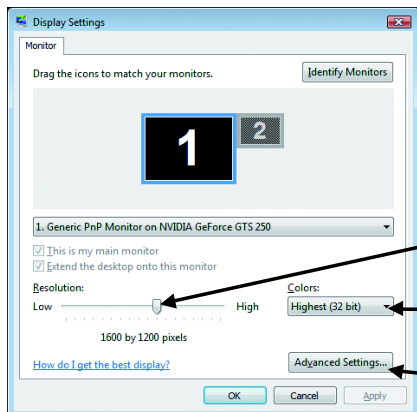 Display Settings
Monitor
Drag the icons to match your monitors.
Identify Monitors
1
2
1. Generic PnP Monitor on NVIDIA GeForce GTS 250
This is my main monitor
Extend the desktop onto this monitor
Resolution:
Colors:
Low
High
Highest (32 bit)
1600 by 1200 pixels
How do I get the best display?
Advanced Settings...
OK
Cancel
Apply